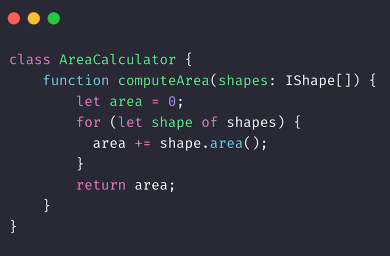 class AreaCalculator {
    function computeArea(shapes: IShape[]) {
        let area = 0;
        for (let shape of shapes) {
          area += shape.area();
        }
        return area;
    }
}